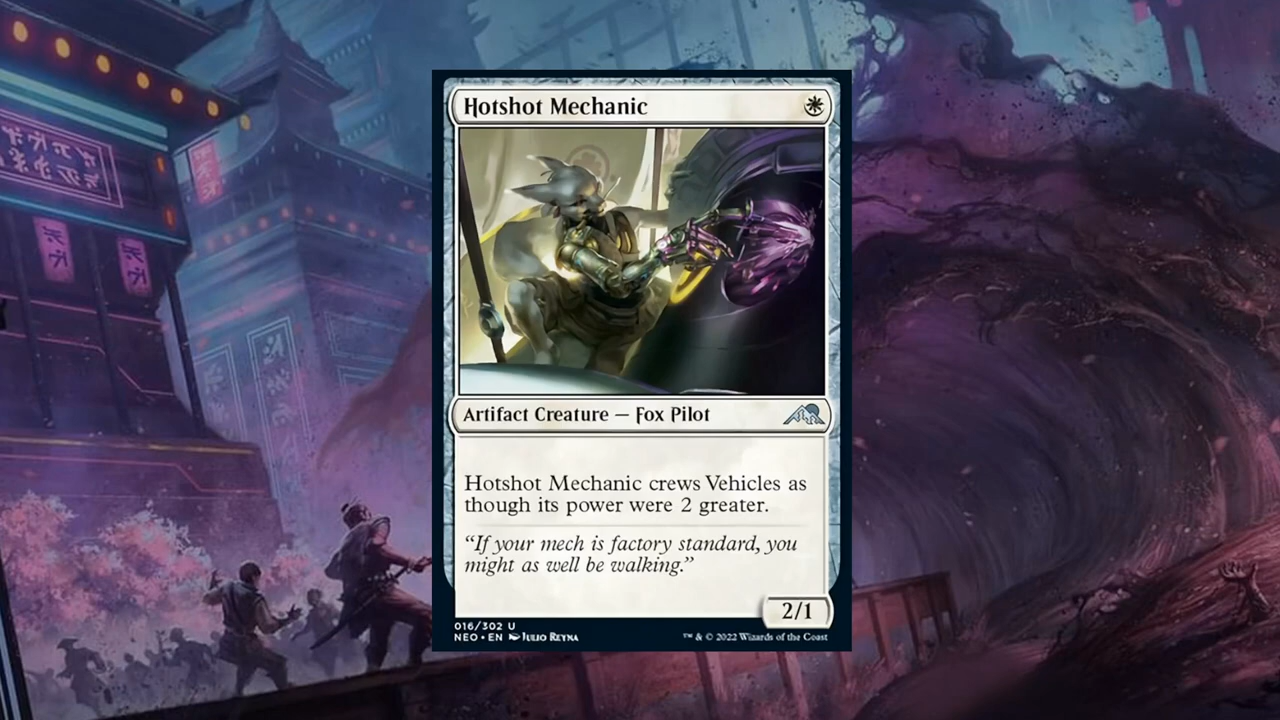 Hotshot Mechanic
Artifact Creature — Fox Pilot
Hotshot Mechanic crews Vehicles as
though its power were 2 greater.
“If your mech is factory standard, you
might as well be walking.”
2/1
016/302 U
NEO • EN Julio Reyna
™ & © 2022 Wizards of the Coast